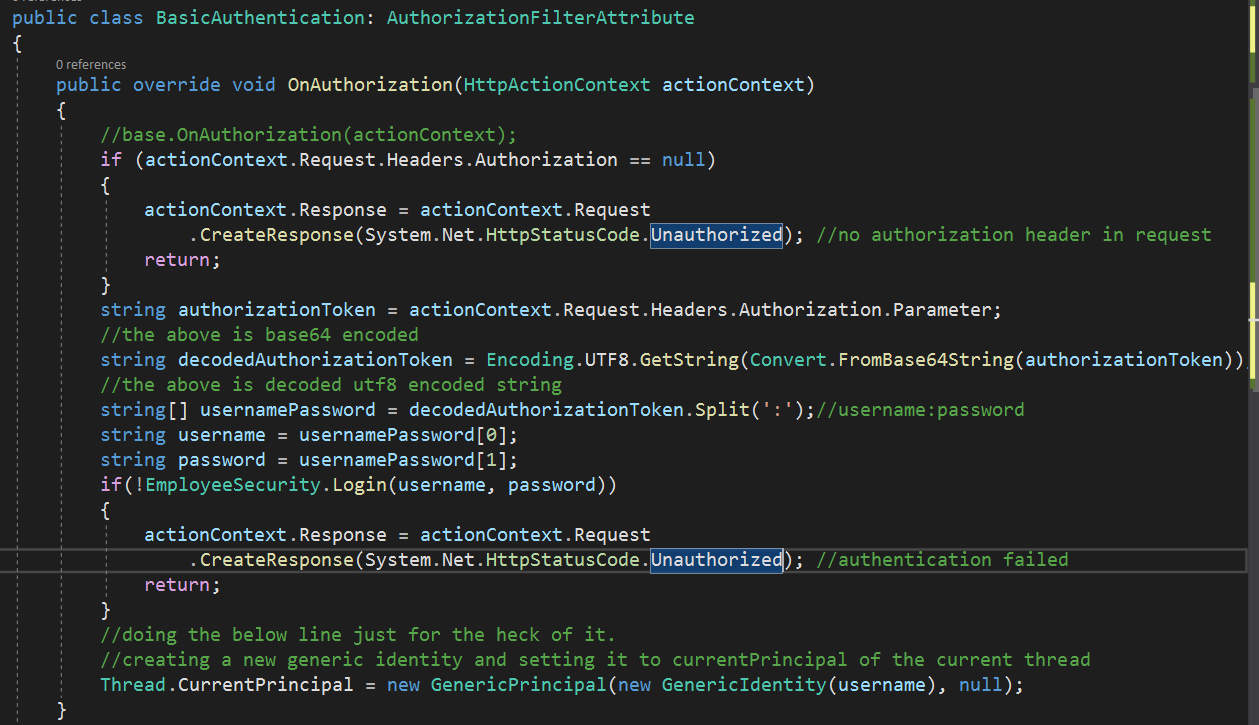 public class BasicAuthentication: AuthorizationFilterAttribute
{
0 references
public override void OnAuthorization(HttpActionContext actionContext)
{
//base.OnAuthorization(actionContext);
if (actionContext.Request.Headers.Authorization == null)
{
actionContext.Response = actionContext.Request
.CreateResponse(System.Net.HttpStatusCode.Unauthorized); //no authorization header in request
return;
}
string authorizationToken = actionContext.Request.Headers.Authorization.Parameter;
//the above is base64 encoded
string decodedAuthorizationToken = Encoding.UTF8.GetString(Convert.FromBase64String(authorizationToken))
//the above is decoded utf8 encoded string
string[] usernamePassword = decodedAuthorizationToken.Split(':');//username:password
string username = usernamePassword[0];
string password = usernamePassword[1];
if(!EmployeeSecurity.Login(username, password))
{
actionContext.Response = actionContext.Request
.CreateResponse(System.Net.HttpStatusCode.Unauthorized); //authentication failed
return;
}
//doing the below line just for the heck of it.
//creating a new generic identity and setting it to currentPrincipal of the current thread
Thread.CurrentPrincipal = new GenericPrincipal(new GenericIdentity(username), null);
}